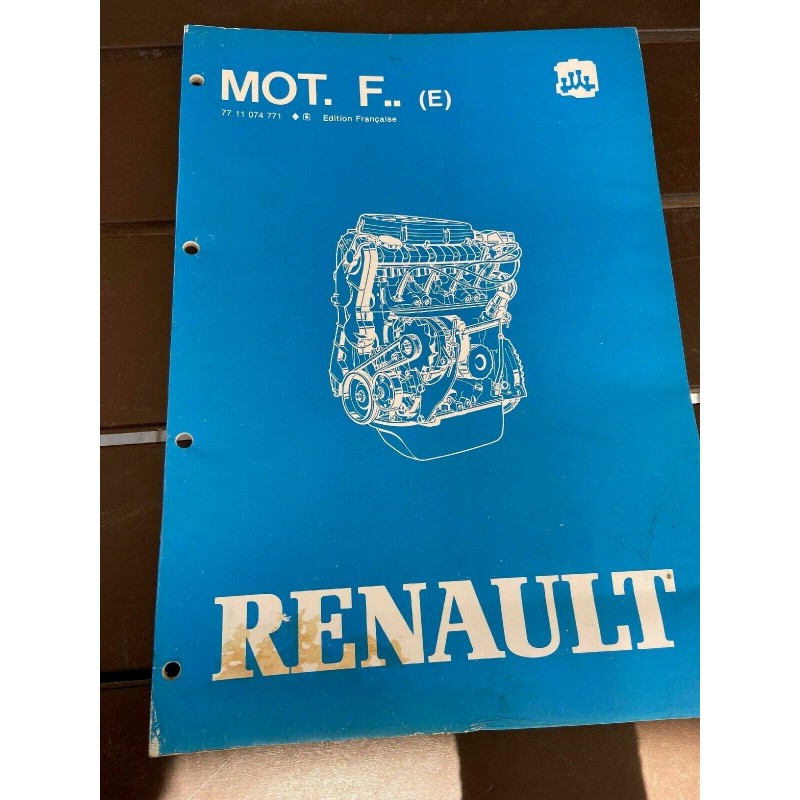 MOT. F.. (E)
77 11 074 771 ◆ Edition Française
RENAULT